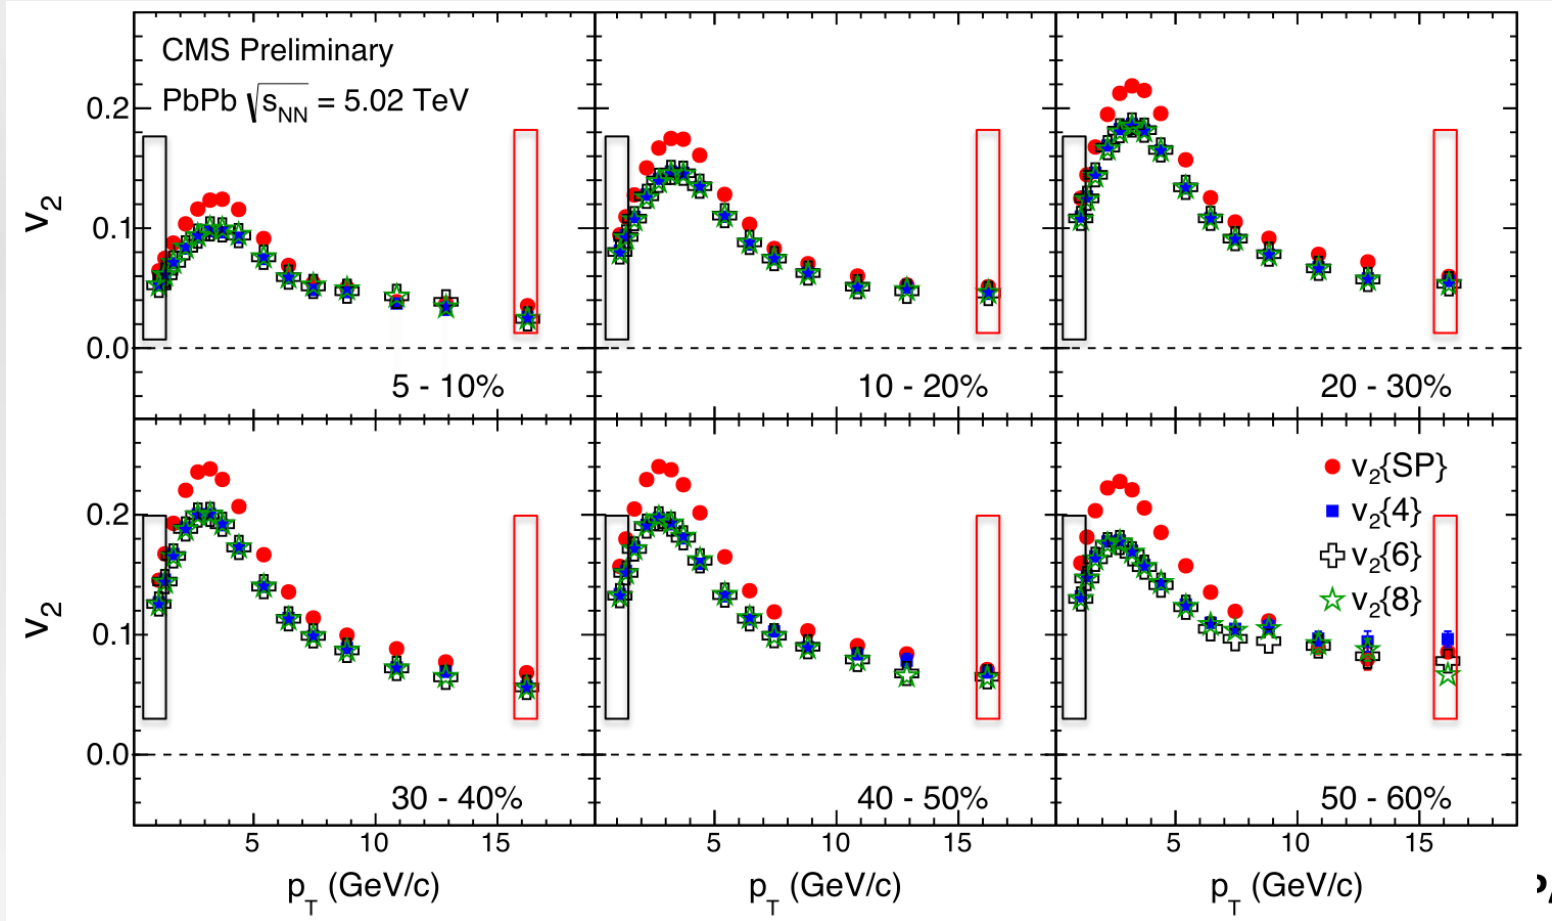 CMS Preliminary
PbPb √sNN = 5.02 TeV
0.2
0.1
0.0
v2
5 - 10%
10 - 20%
20 - 30%
v2{SP}
v2{4}
v2{6}
v2{8}
0.2
0.1
0.0
v2
30 - 40%
40 - 50%
50 - 60%
5 10 15 5 10 15 5 10 15
pT (GeV/c) pT (GeV/c) pT (GeV/c)